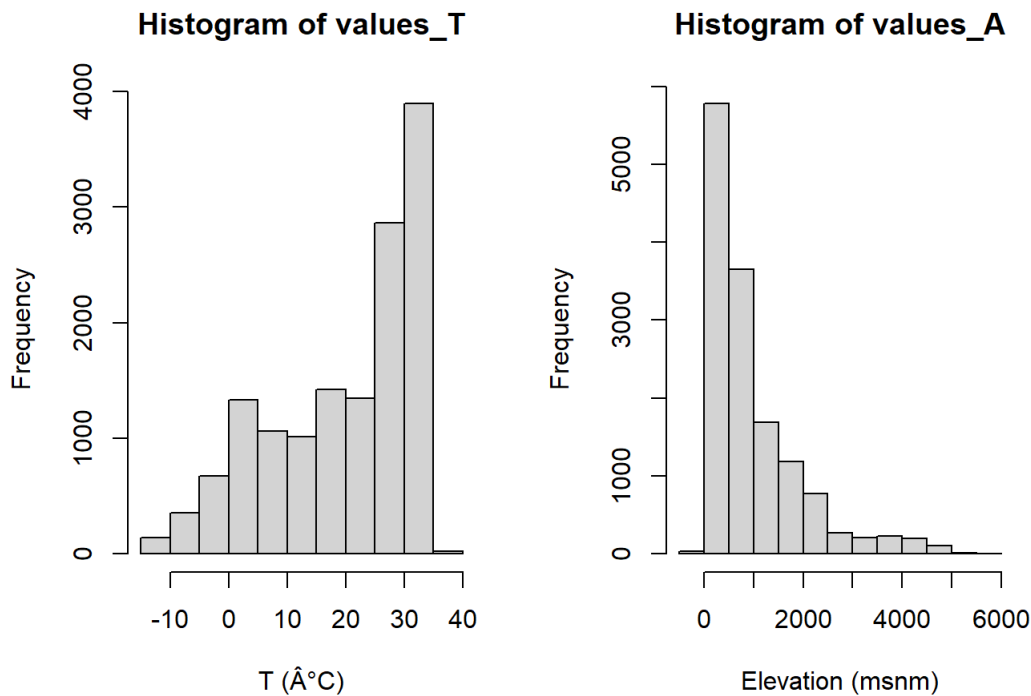 Histogram of values_T
Frequency
0
1000
2000
3000
4000
-10 0 10 20 30 40
T (Â°C)
Histogram of values_A
Frequency
0
1000
3000
5000
0 2000 4000 6000
Elevation (msnm)